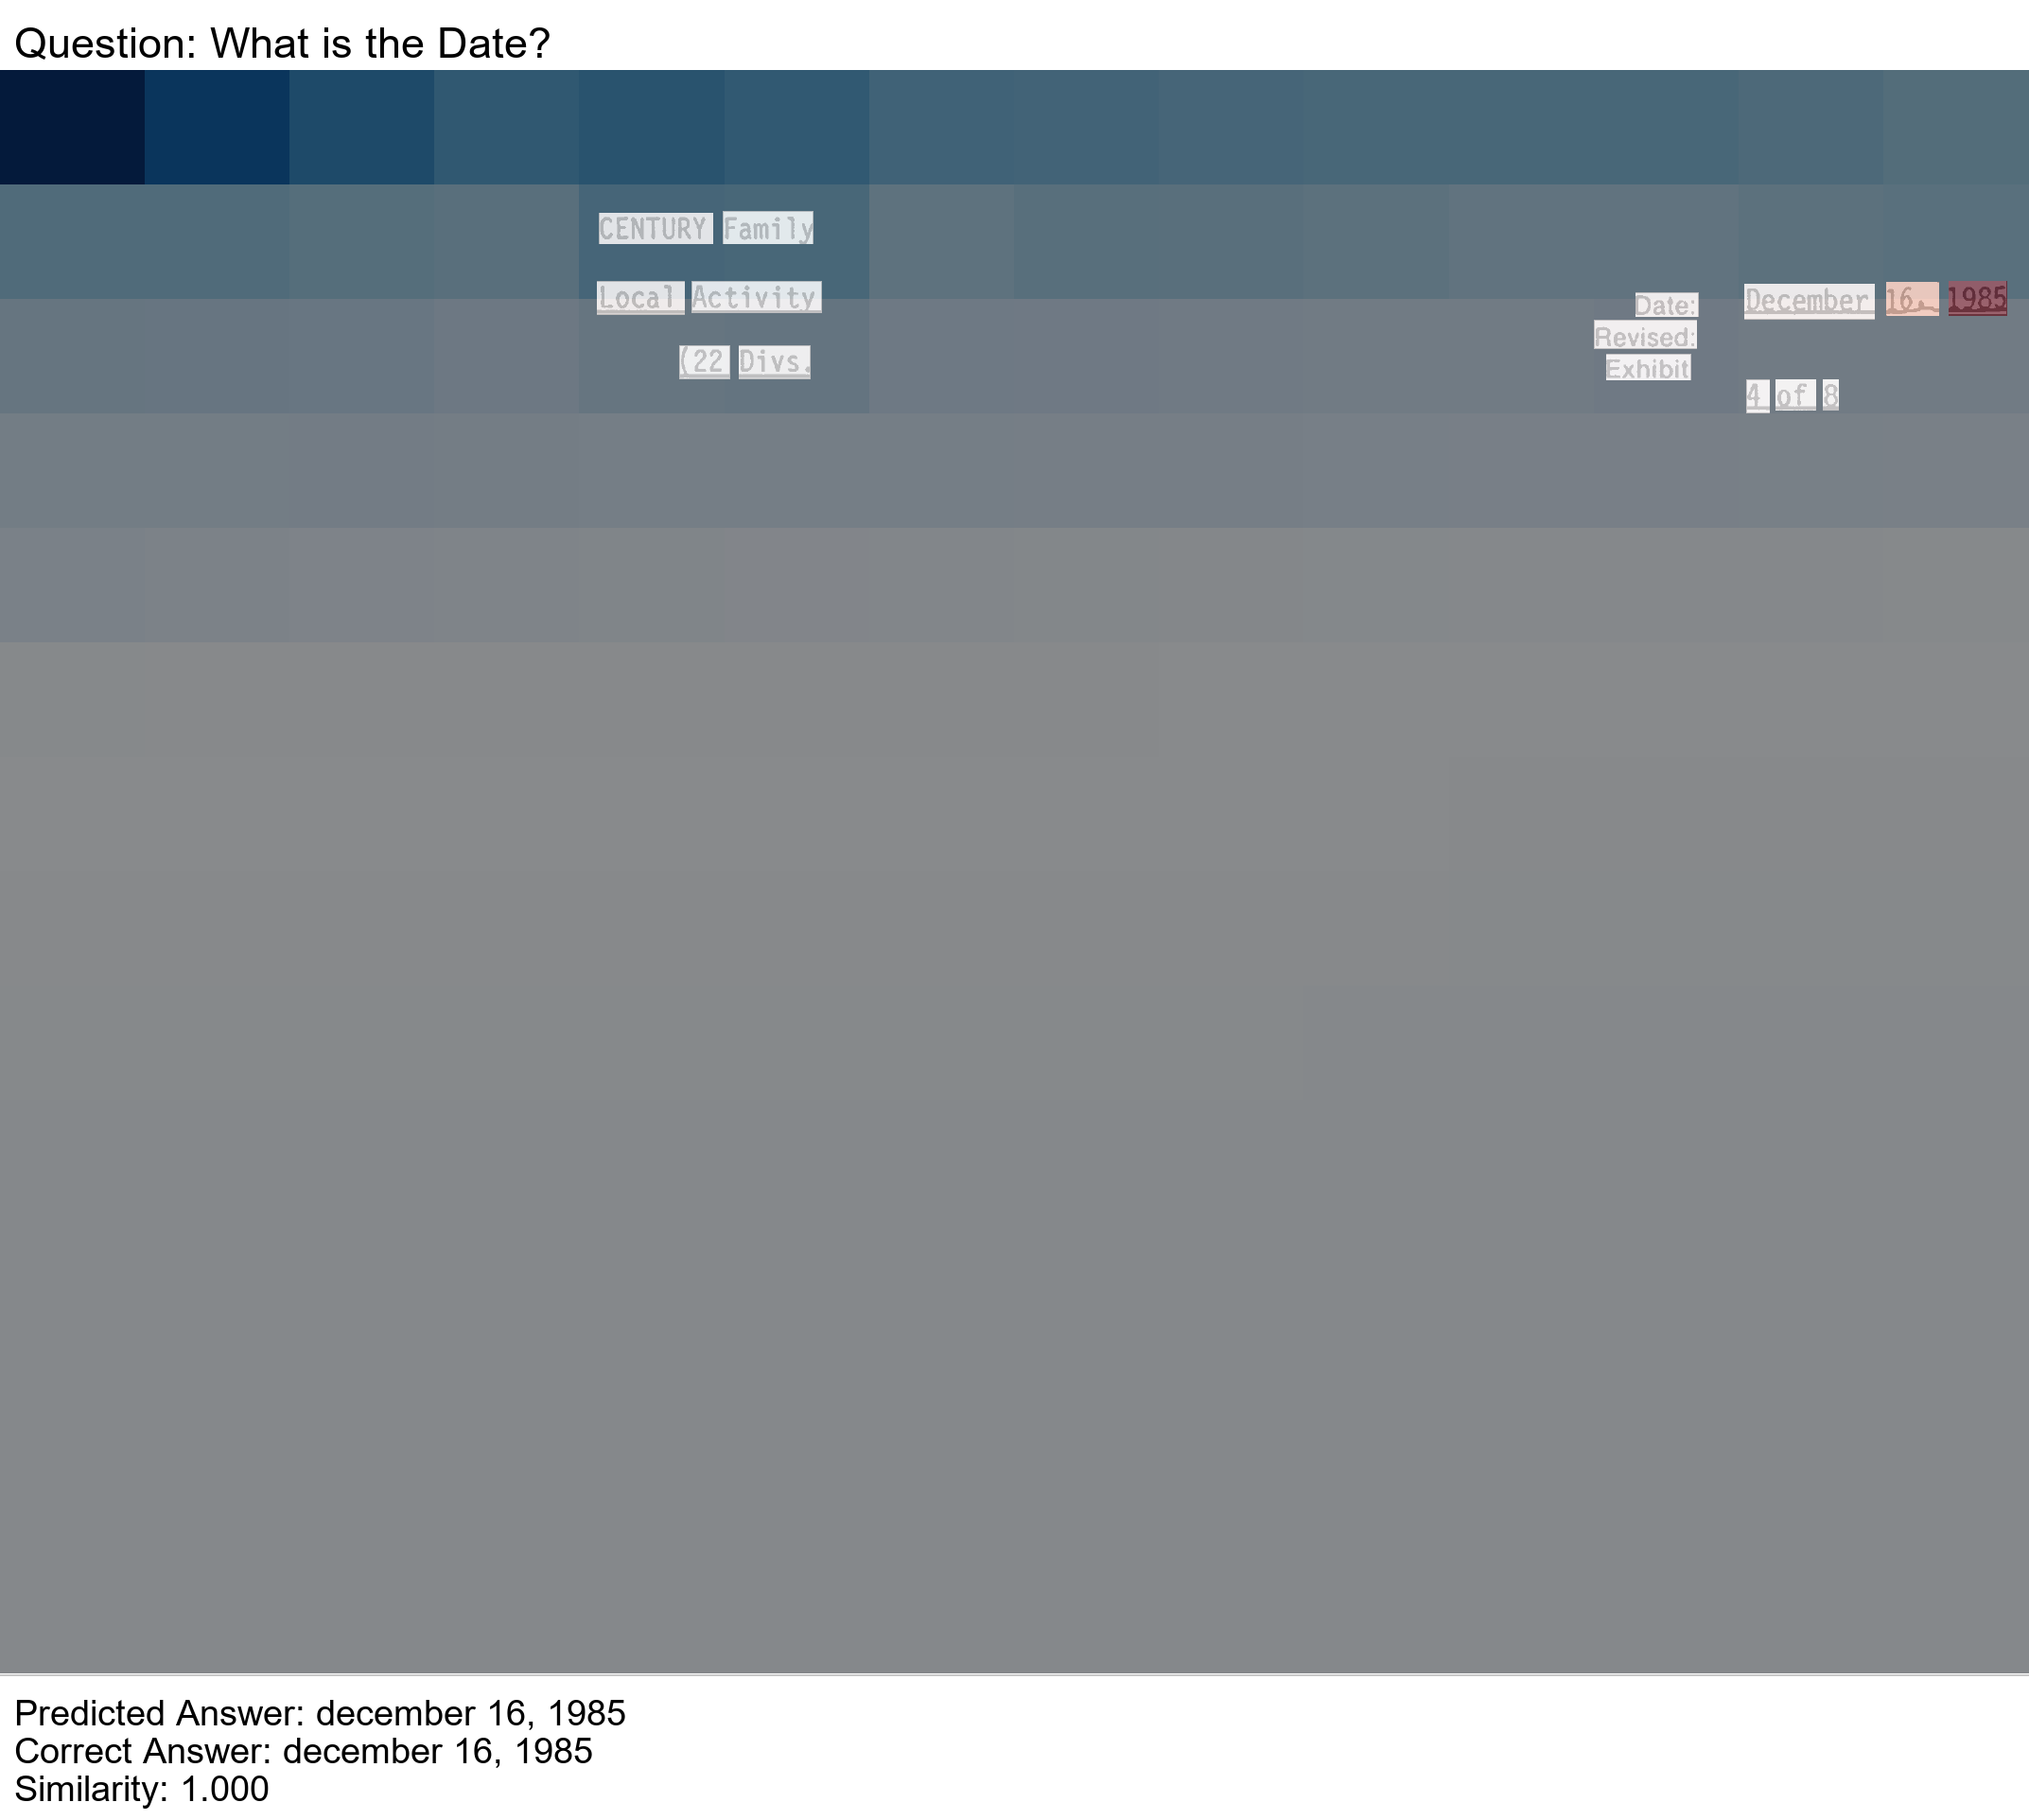 Question: What is the Date?
CENTURY Family
Local Activity
(22 Divs.
Date: December 16, 1985
Revised:
Exhibit
4 of 8
Predicted Answer: december 16, 1985
Correct Answer: december 16, 1985
Similarity: 1.000